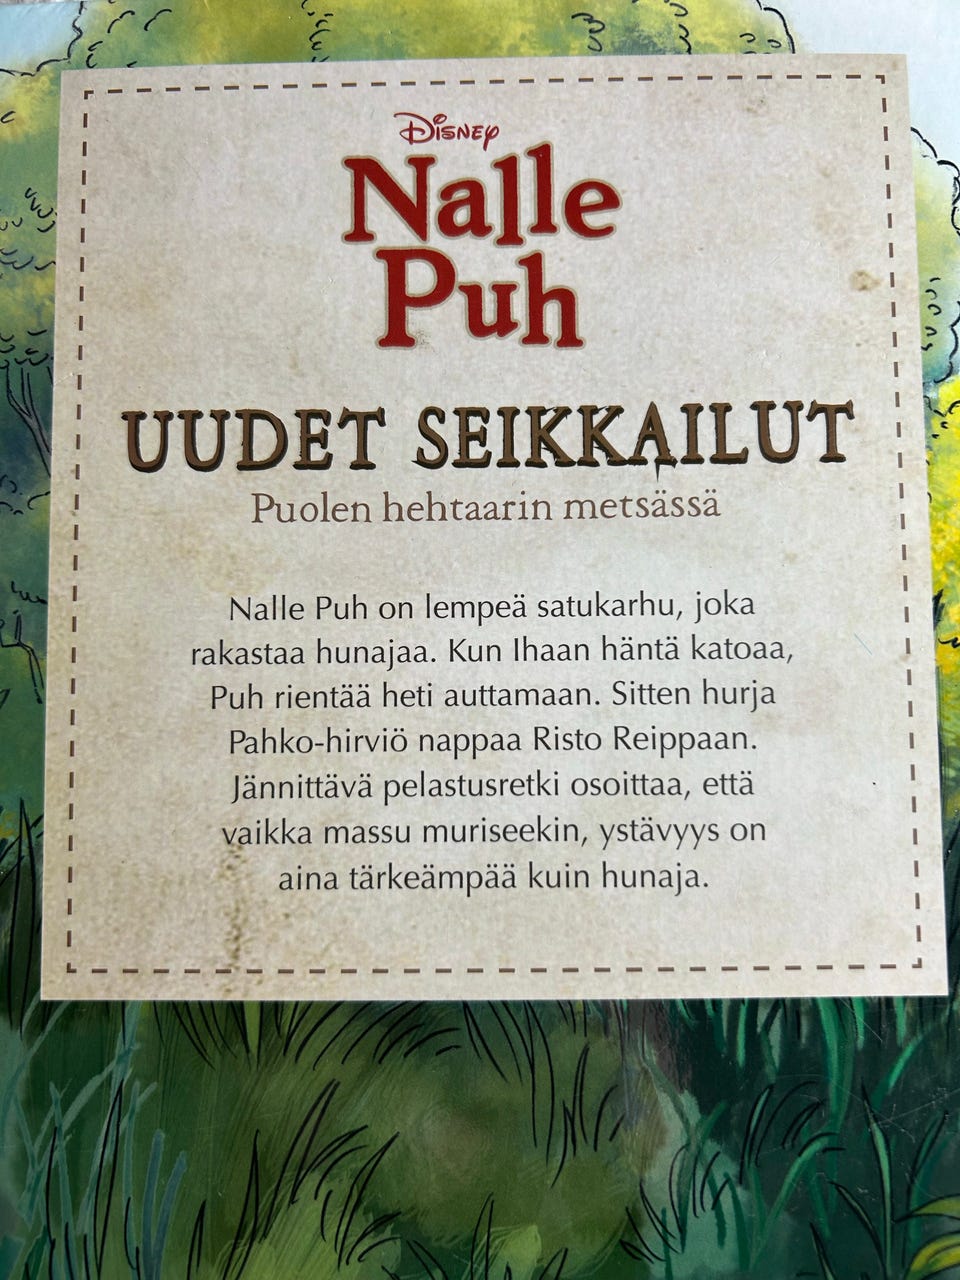 Disney
Nalle
Puh
UUDET SEIKKAILUT
Puolen hehtaarin metsässä
Nalle Puh on lempeä satukarhu, joka
rakastaa hunajaa. Kun Ihaan häntä katoaa,
Puh rientää heti auttamaan. Sitten hurja
Pahko-hirviö nappaa Risto Reippaan.
Jännittävä pelastusretki osoittaa, että
vaikka massu muriseekin, ystävyys on
aina tärkeämpää kuin hunaja.